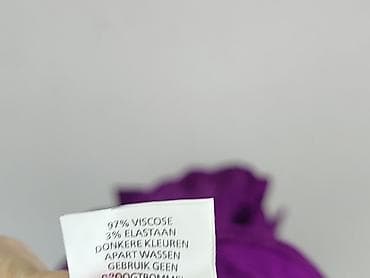 97% VISCOSE
3% ELASTAAN
DONKERE KLEUREN
APART WASSEN
GEBRUIK GEEN